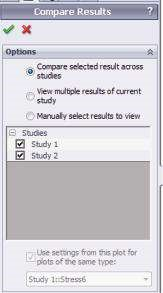 Compare Results ?
Options
Compare selected result across
studies
View multiple results of current
study
Manually select results to view
Studies
Study 1
Study 2
Use settings from this plot for
plots of the same type:
Study 1::Stress6